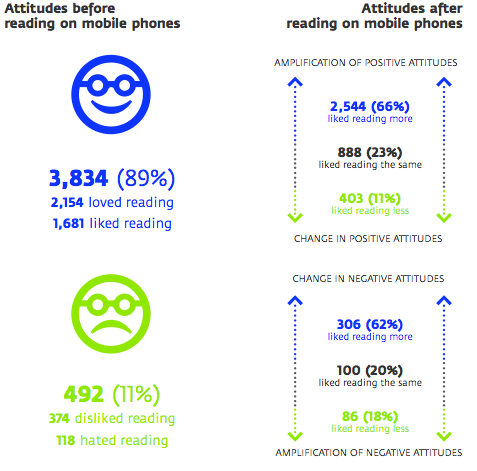 Attitudes before
reading on mobile phones
3,834 (89%)
2,154 loved reading
1,681 liked reading
492 (11%)
374 disliked reading
118 hated reading
Attitudes after
reading on mobile phones
AMPLIFICATION OF POSITIVE ATTITUDES
2,544 (66%)
liked reading more
888 (23%)
liked reading the same
403 (11%)
liked reading less
CHANGE IN POSITIVE ATTITUDES
CHANGE IN NEGATIVE ATTITUDES
306 (62%)
liked reading more
100 (20%)
liked reading the same
86 (18%)
liked reading less
AMPLIFICATION OF NEGATIVE ATTITUDES